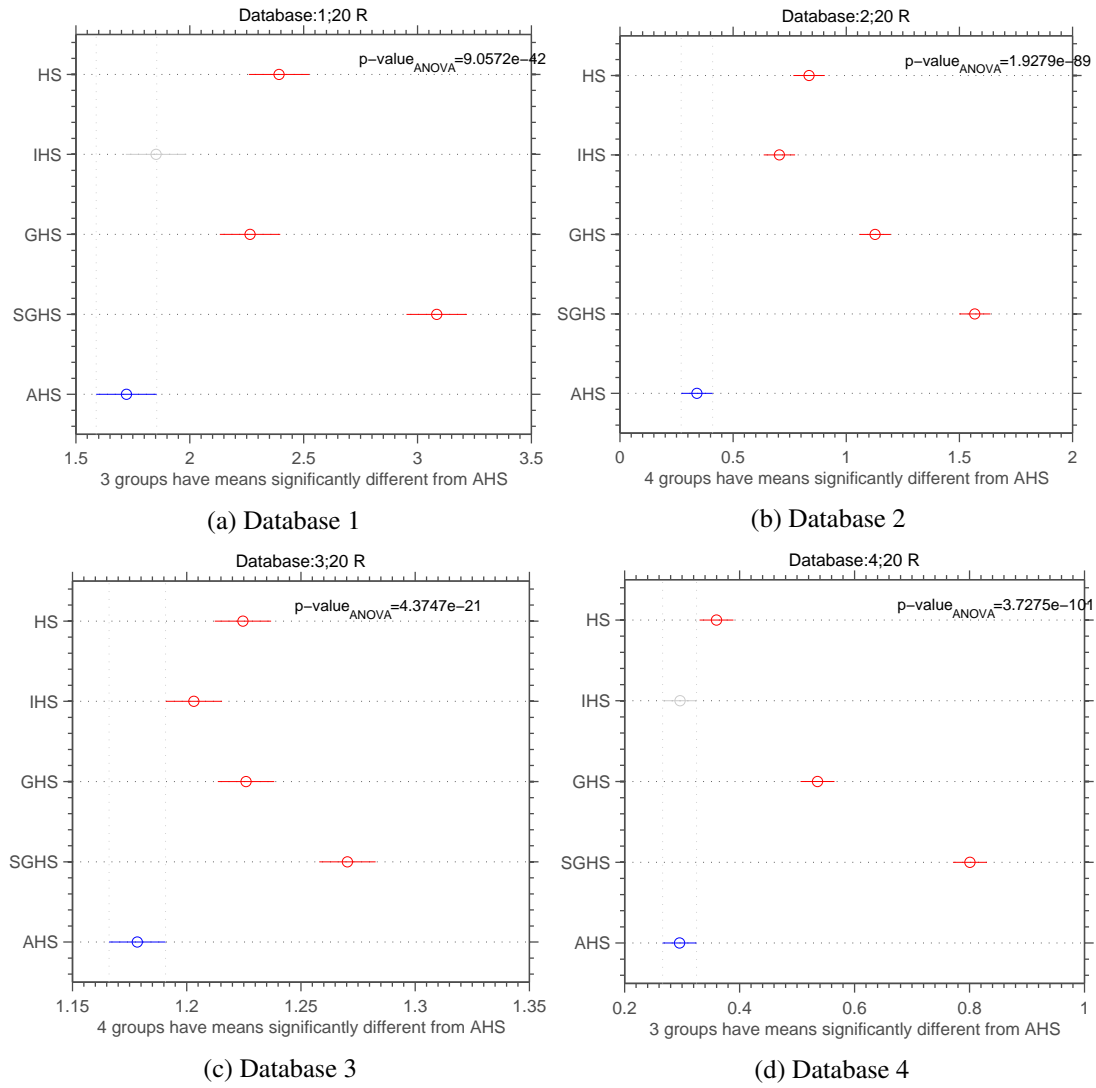 Database:1;20 R
p-valueANOVA=9.0572e-42
HS
IHS
GHS
SGHS
AHS
1.5 2 2.5 3 3.5
3 groups have means significantly different from AHS
(a) Database 1
Database:2;20 R
p-valueANOVA=1.9279e-89
HS
IHS
GHS
SGHS
AHS
0 0.5 1 1.5 2
4 groups have means significantly different from AHS
(b) Database 2
Database:3;20 R
p-valueANOVA=4.3747e-21
HS
IHS
GHS
SGHS
AHS
1.15 1.2 1.25 1.3 1.35
4 groups have means significantly different from AHS
(c) Database 3
Database:4;20 R
p-valueANOVA=3.7275e-101
HS
IHS
GHS
SGHS
AHS
0.2 0.4 0.6 0.8 1
3 groups have means significantly different from AHS
(d) Database 4